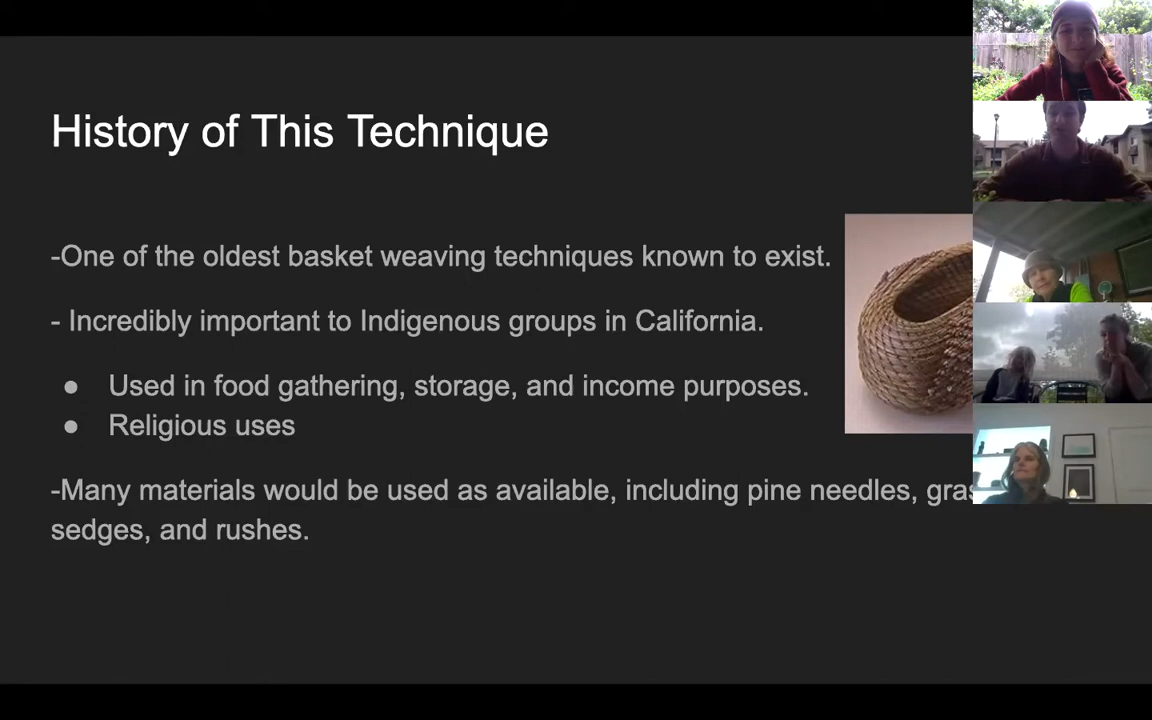 History of This Technique
-One of the oldest basket weaving techniques known to exist.
- Incredibly important to Indigenous groups in California.
● Used in food gathering, storage, and income purposes.
● Religious uses
-Many materials would be used as available, including pine needles,
sedges, and rushes.